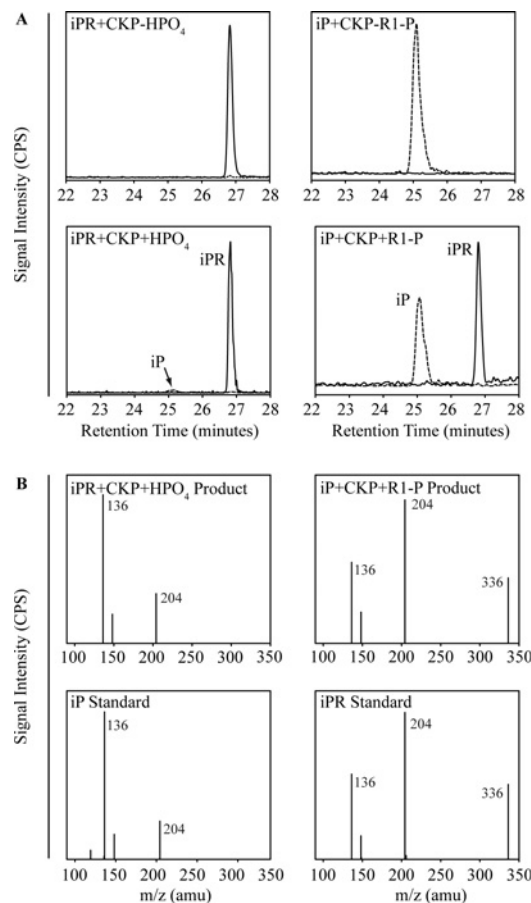 A
iPR+CKP-HPO₄
iP+CKP-R1-P
22 23 24 25 26 27 28
22 23 24 25 26 27 28
iPR+CKP+HPO₄
iPR
iP
iP+CKP+R1-P
iPR
iP
22 23 24 25 26 27 28
22 23 24 25 26 27 28
Retention Time (minutes)
Retention Time (minutes)
Signal Intensity (CPS)
B
iPR+CKP+HPO₄ Product
136
204
iP+CKP+R1-P Product
204
136
336
100 150 200 250 300 350
100 150 200 250 300 350
iP Standard
136
204
iPR Standard
204
136
336
100 150 200 250 300 350
100 150 200 250 300 350
m/z (amu)
m/z (amu)
Signal Intensity (CPS)